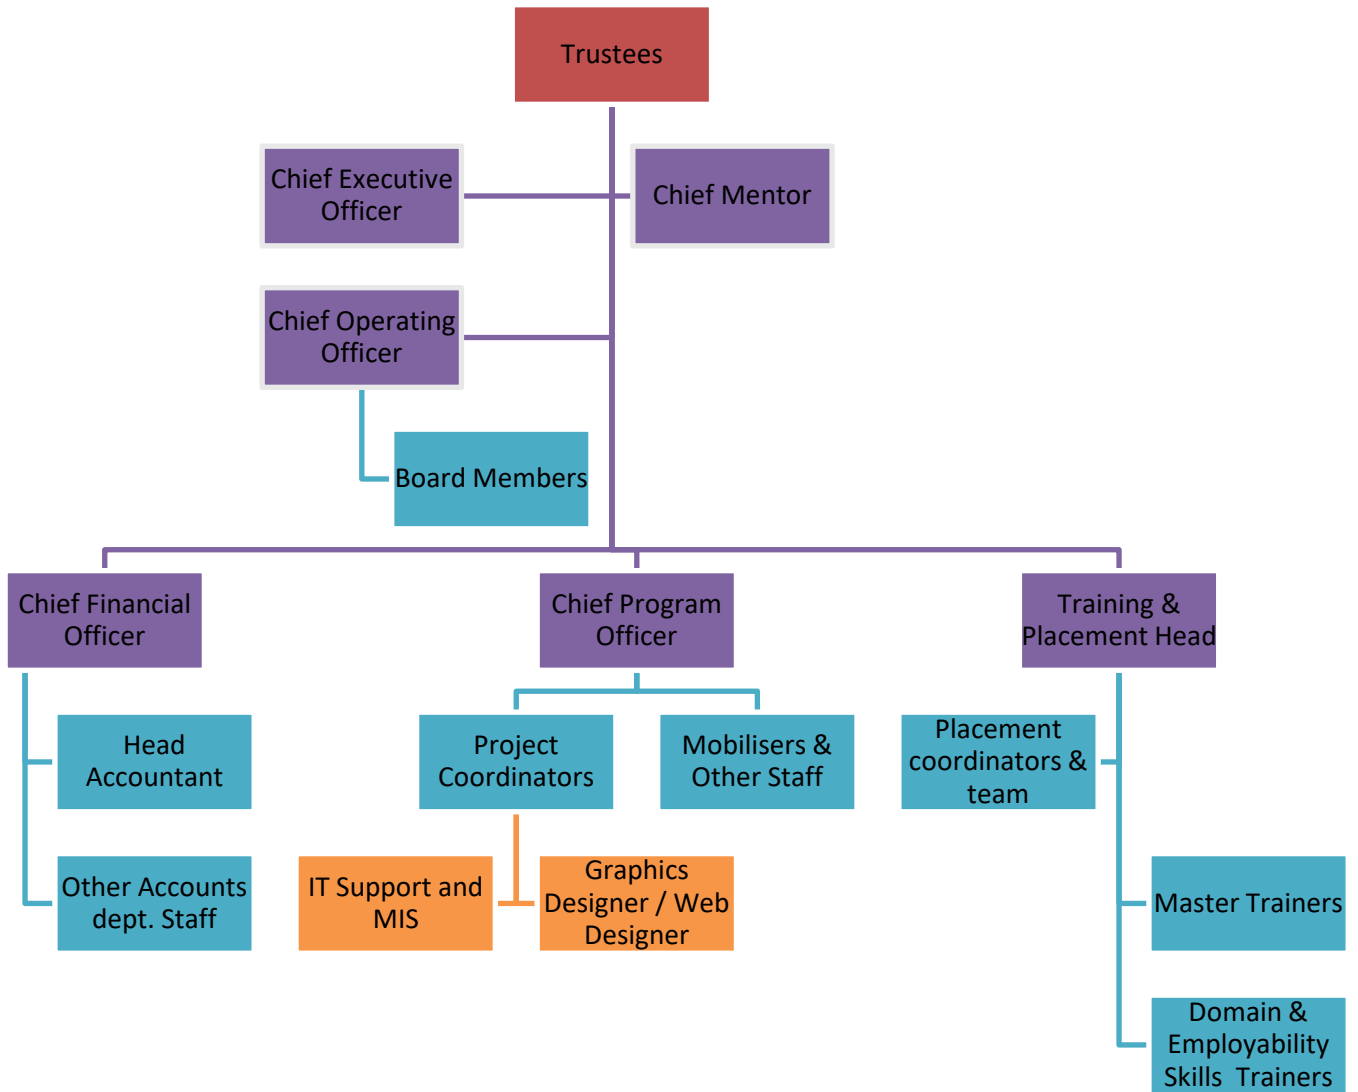 Trustees
Chief Executive
Officer
Chief Mentor
Chief Operating
Officer
Board Members
Chief Financial
Officer
Chief Program
Officer
Training &
Placement Head
Head
Accountant
Project
Coordinators
Mobilisers &
Other Staff
Placement
coordinators &
team
Other Accounts
dept. Staff
IT Support and
MIS
Graphics
Designer / Web
Designer
Master Trainers
Domain &
Employability
Skills Trainers